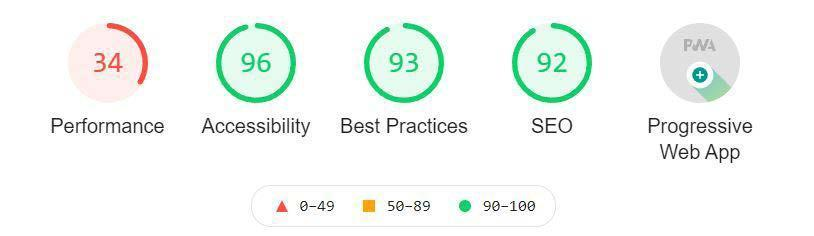 34 96 93 92 PWA
Performance Accessibility Best Practices SEO Progressive
Web App
0–49 50–89 90–100